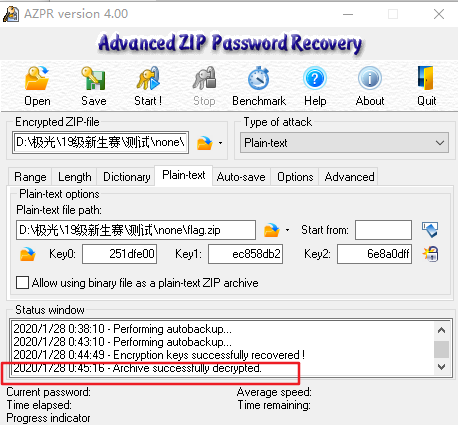 AZPR version 4.00
Advanced ZIP Password Recovery
Open Save Start ! Stop Benchmark Help About Quit
Encrypted ZIP-file Type of attack
D:\极光\19级新生赛\测试\none\ Plain-text
Range Length Dictionary Plain-text Auto-save Options Advanced
Plain-text options
Plain-text file path:
D:\极光\19级新生赛\测试\none\flag.zip Start from:
Key0: 251dfe00 Key1: ec858db2 Key2: 6e8a0dff
Allow using binary file as a plain-text ZIP archive
Status window
2020/1/28 0:38:10 - Performing autobackup...
2020/1/28 0:43:10 - Performing autobackup...
2020/1/28 0:44:49 - Encryption keys successfully recovered !
2020/1/28 0:45:16 - Archive successfully decrypted.
Current password: Average speed:
Time elapsed: Time remaining:
Progress indicator